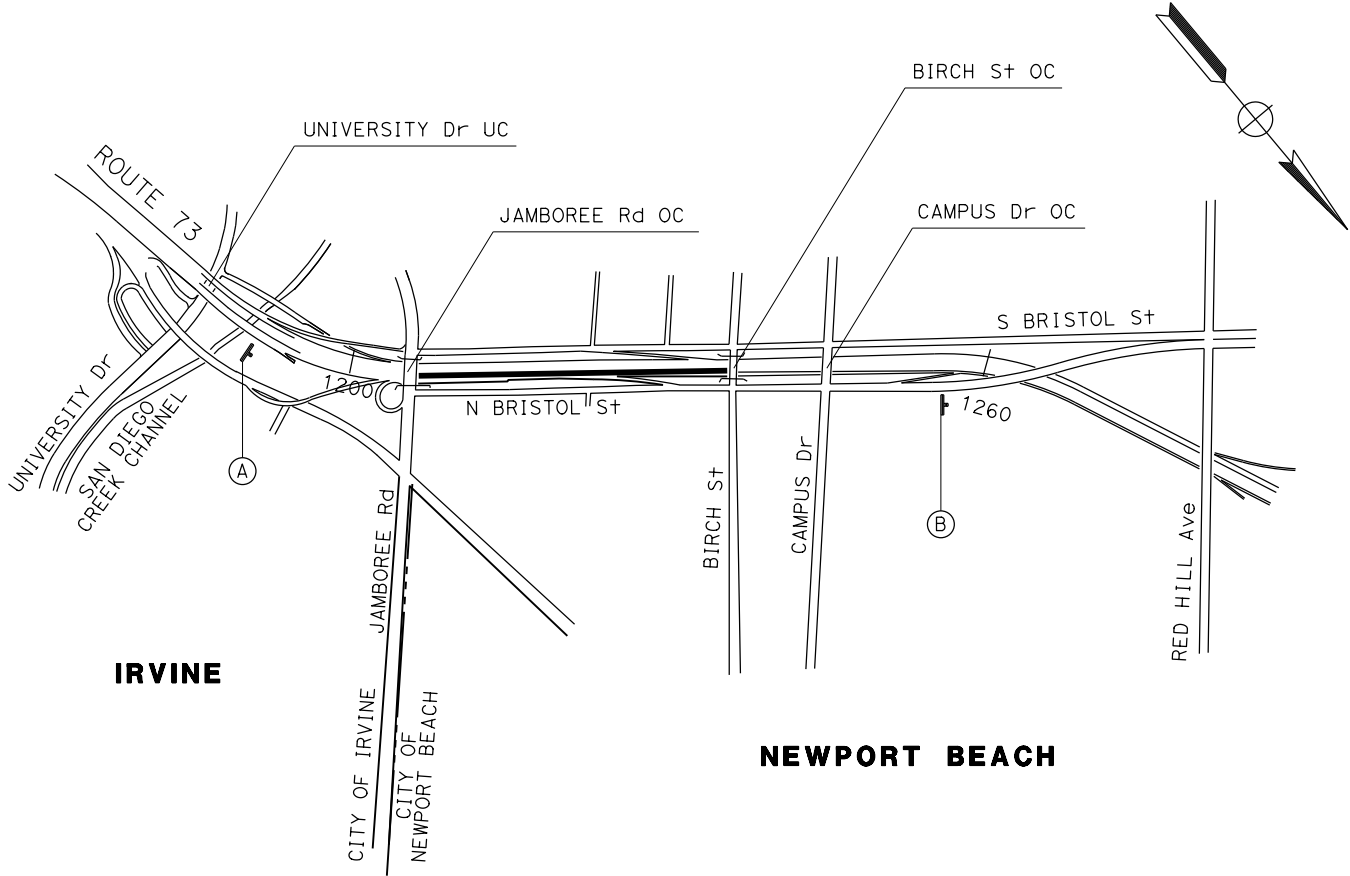 BIRCH St OC
UNIVERSITY Dr UC
ROUTE 73
JAMBOREE Rd OC
CAMPUS Dr OC
S BRISTOL St
1200
N BRISTOL St
1260
UNIVERSITY Dr
SAN DIEGO
CREEK CHANNEL
A
B
JAMBOREE Rd
BIRCH St
CAMPUS Dr
RED HILL Ave
IRVINE
CITY OF IRVINE
CITY OF
NEWPORT BEACH
NEWPORT BEACH